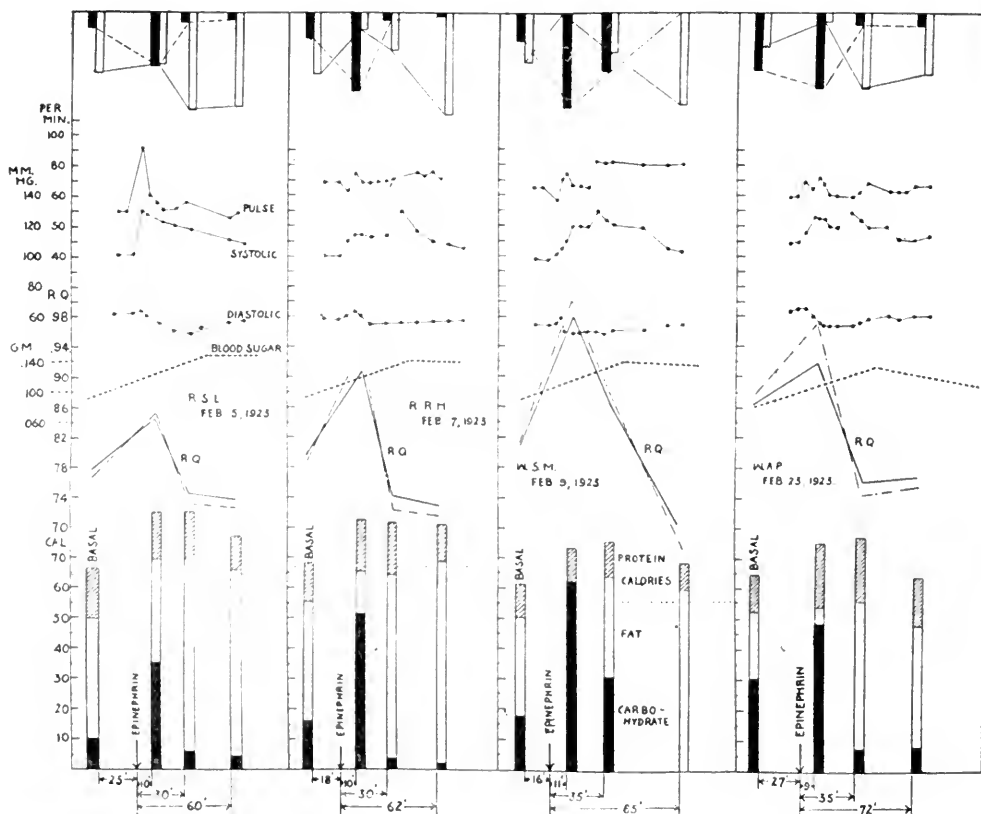 PER
MIN.
100
MM.
HG.
80
140 60 PULSE
120 50
100 40 SYSTOLIC
80
RQ
60 98 DIASTOLIC
GM .94 BLOOD SUGAR
.140
90
100
86
060
82
78
74
70
R S L
FEB 5, 1923
RQ
R R H
FEB 7, 1923
RQ
W. S. M.
FEB 9, 1923
RQ
W.A.P.
FEB 23, 1923
CAL
70
60
50
40
30
20
10
BASAL
EPINEPHRIN
BASAL
EPINEPHRIN
BASAL
EPINEPHRIN
PROTEIN
CALORIES
FAT
CARBO-
HYDRATE
BASAL
EPINEPHRIN
25' 10'
30'
60'
18' 10'
30'
62'
16' 11'
35'
65'
27 9'
35'
72'